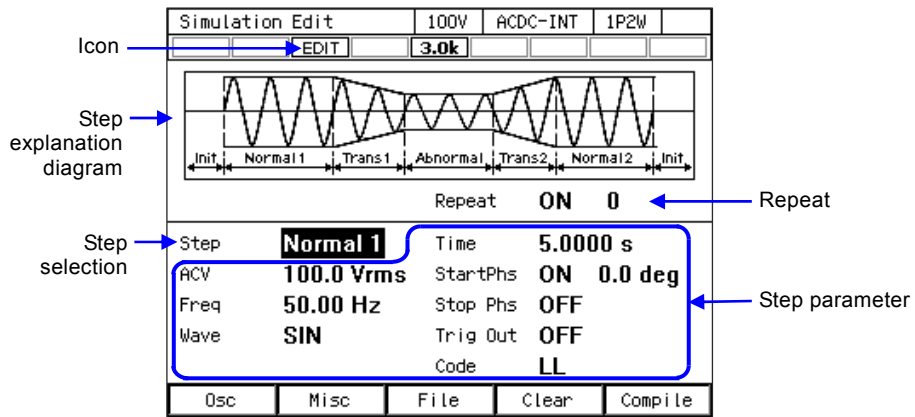 Simulation Edit 100V ACDC-INT 1P2W
Icon EDIT 3.0k
Step explanation diagram
Init Normal1 Trans1 Abnormal Trans2 Normal2 Init
Repeat ON 0 Repeat
Step selection
Step Normal 1 Time 5.0000 s
ACV 100.0 Vrms StartPhs ON 0.0 deg
Step parameter
Freq 50.00 Hz Stop Phs OFF
Wave SIN Trig Out OFF
Code LL
Osc Misc File Clear Compile